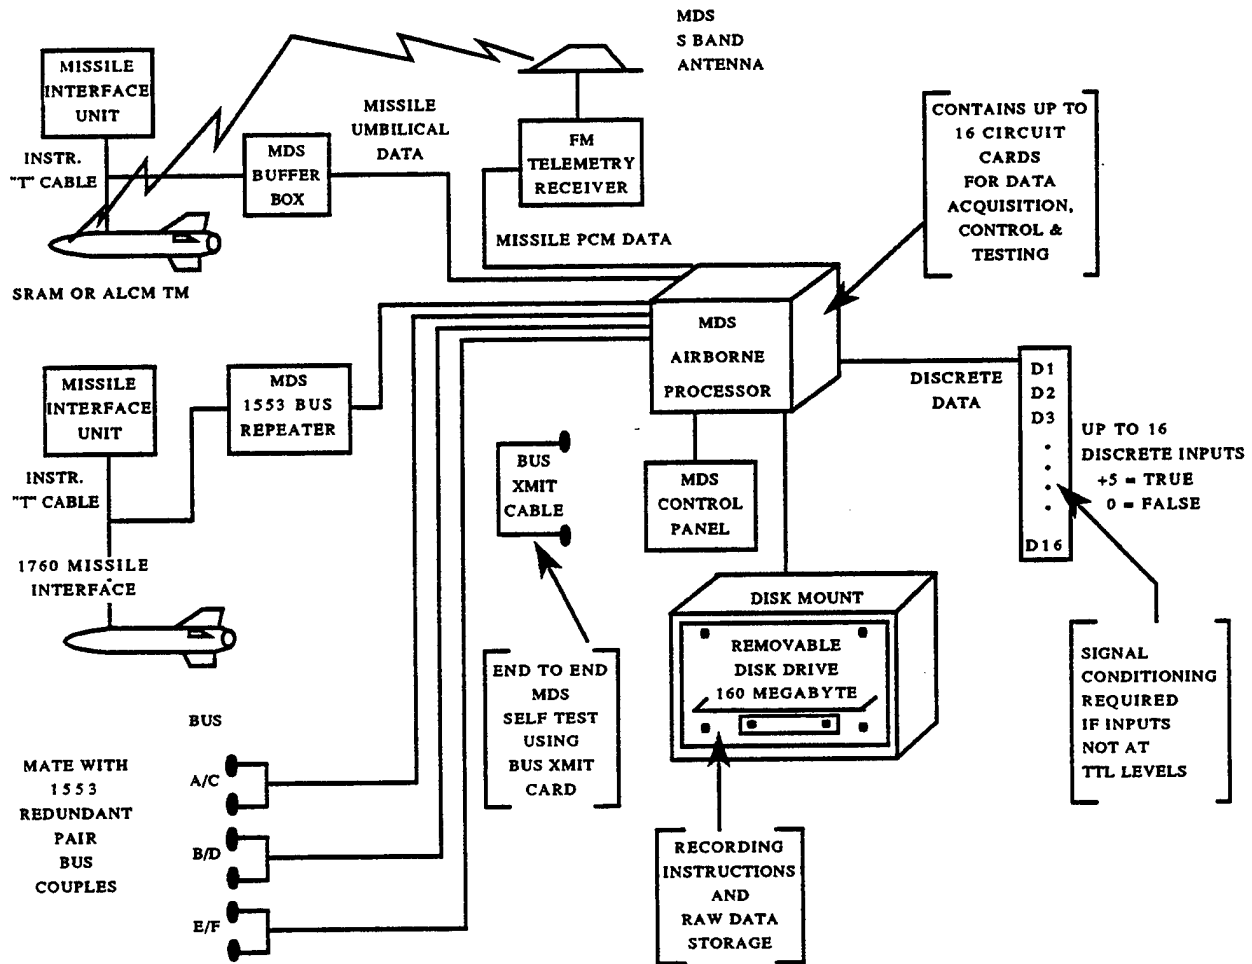 MDS
S BAND
ANTENNA
MISSILE
INTERFACE
UNIT
INSTR.
"T" CABLE
MDS
BUFFER
BOX
MISSILE
UMBILICAL
DATA
FM
TELEMETRY
RECEIVER
MISSILE PCM DATA
CONTAINS UP TO
16 CIRCUIT
CARDS
FOR DATA
ACQUISITION,
CONTROL &
TESTING
SRAM OR ALCM TM
MDS
AIRBORNE
PROCESSOR
MISSILE
INTERFACE
UNIT
MDS
1553 BUS
REPEATER
INSTR.
"T" CABLE
1760 MISSILE
INTERFACE
BUS
XMIT
CABLE
MDS
CONTROL
PANEL
DISCRETE
DATA
D1
D2
D3
D16
UP TO 16
DISCRETE INPUTS
+5 = TRUE
0 = FALSE
DISK MOUNT
REMOVABLE
DISK DRIVE
160 MEGABYTE
END TO END
MDS
SELF TEST
USING
BUS XMIT
CARD
SIGNAL
CONDITIONING
REQUIRED
IF INPUTS
NOT AT
TTL LEVELS
BUS
MATE WITH
1553
REDUNDANT
PAIR
BUS
COUPLES
A/C
B/D
E/F
RECORDING
INSTRUCTIONS
AND
RAW DATA
STORAGE